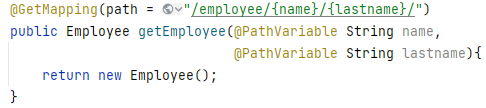 @GetMapping(path = "/employee/{name}/{lastname}/")
public Employee getEmployee(@PathVariable String name,
@PathVariable String lastname){
return new Employee();
}